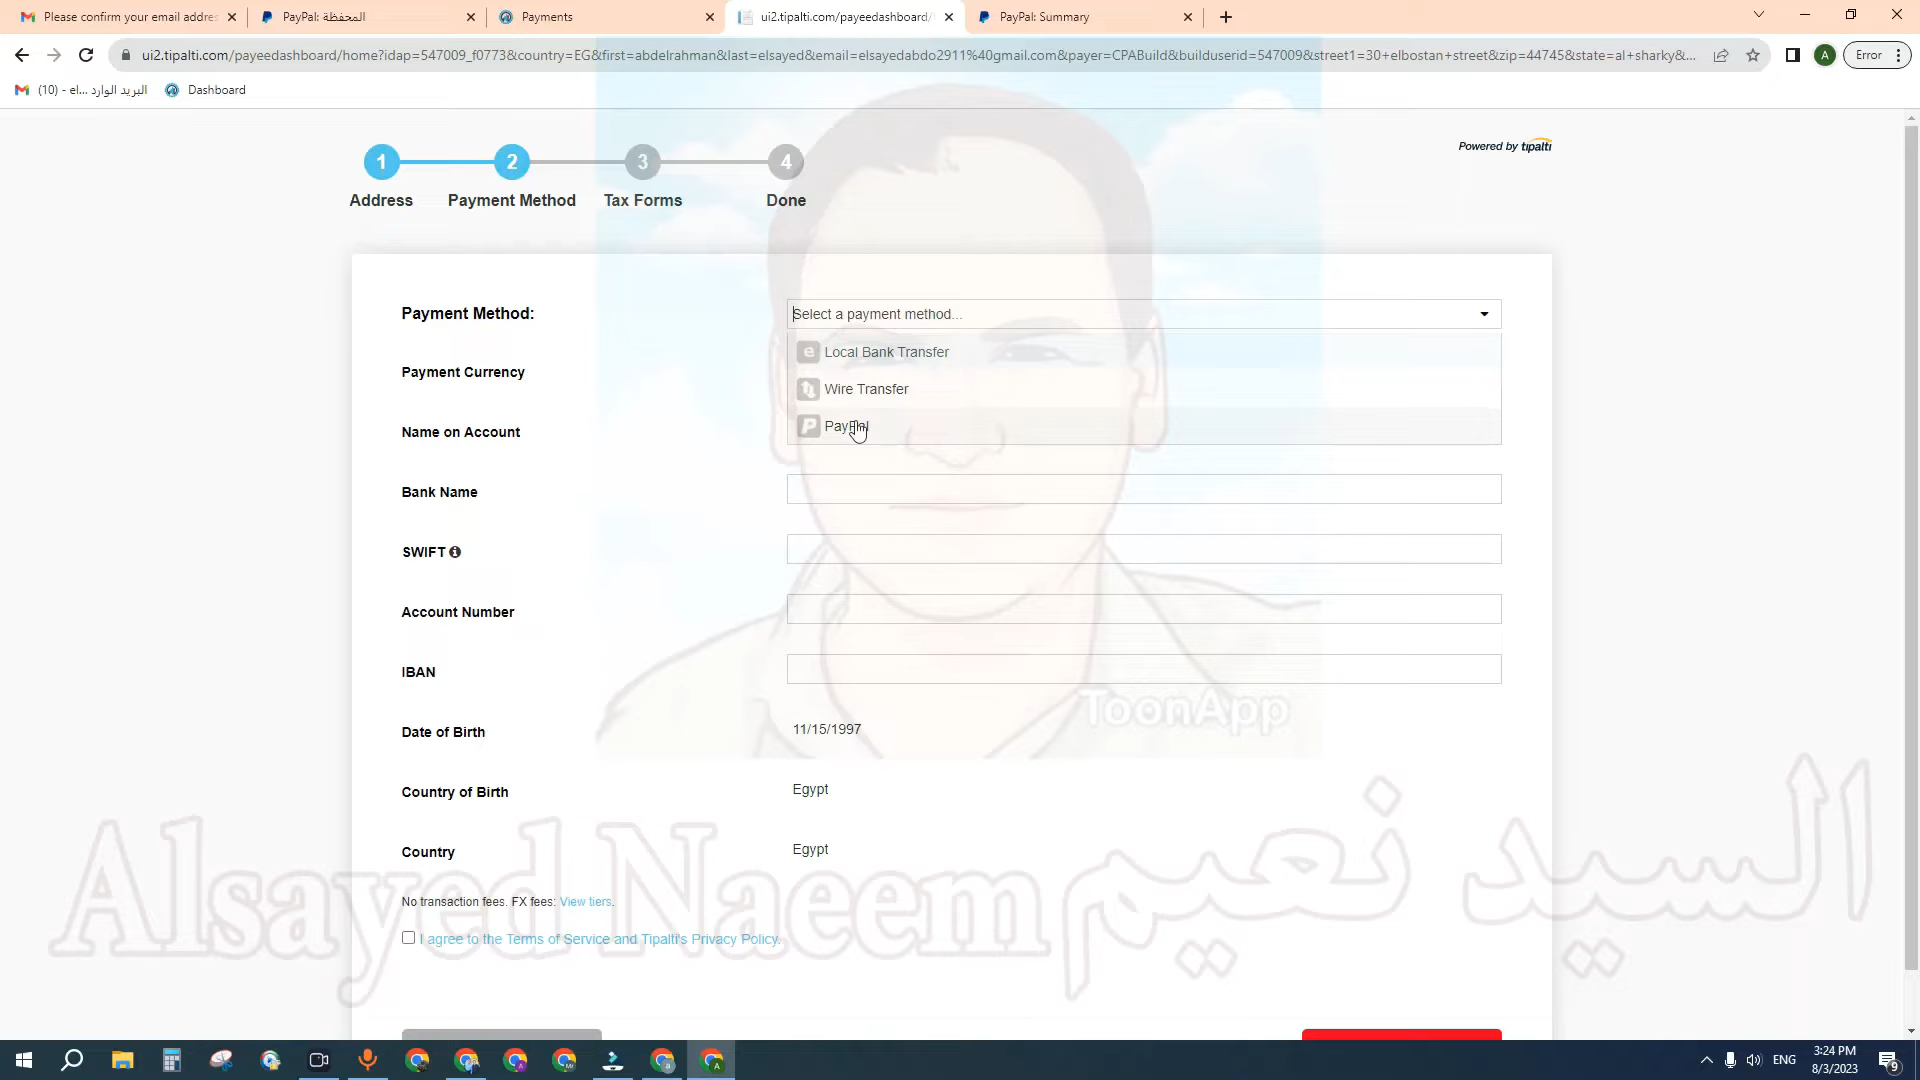 Please confirm your email addre
PayPal: المحفظة
Payments
ui2.tipalti.com/payeedashboard/
PayPal: Summary
ui2.tipalti.com/payeedashboard/home?idap=547009_f0773&country=EG&first=abdelrahman&last=elsayed&email=elsayedabdo2911%40gmail.com&payer=CPABuild&builduserid=547009&street1=30+elbostan+street&zip=44745&state=al+sharky&...
A
Error
(10) - el... البريد الوارد
Dashboard
1
2
3
4
Address
Payment Method
Tax Forms
Done
Powered by tipalti
Payment Method:
Select a payment method...
Local Bank Transfer
Payment Currency
Wire Transfer
PayPal
Name on Account
Bank Name
SWIFT
Account Number
IBAN
ToonApp
Date of Birth
11/15/1997
Country of Birth
Egypt
Country
Egypt
Alsayed Naeem السيد نعيم
No transaction fees. FX fees: View tiers.
I agree to the Terms of Service and Tipalti's Privacy Policy.
ENG
3:24 PM
8/3/2023
9